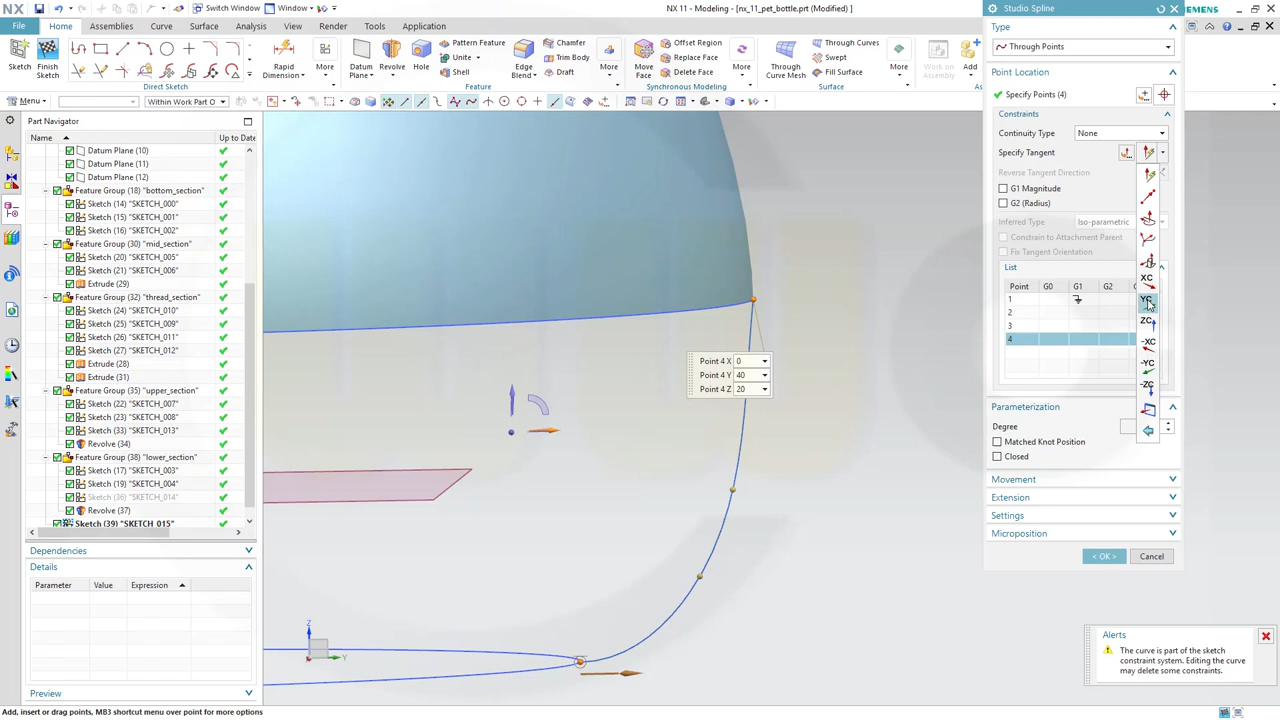 NX 11 - Modeling - [nx_11_pet_bottle.prt (Modified) ]
Switch Window
Window
SIEMENS
File
Home
Assemblies
Curve
Surface
Analysis
View
Render
Tools
Application
Sketch
Finish Sketch
Rapid Dimension
More
Direct Sketch
Datum Plane
Revolve
Hole
Pattern Feature
Unite
Shell
Edge Blend
Chamfer
Trim Body
Draft
More
Feature
Move Face
Offset Region
Replace Face
Delete Face
More
Synchronous Modeling
Through Curve Mesh
Through Curves
Swept
Fill Surface
More
Surface
Work on Assembly
Add
Menu
Within Work Part O
Part Navigator
Name
Up to Date
Datum Plane (10)
Datum Plane (11)
Datum Plane (12)
Feature Group (18) "bottom_section"
Sketch (14) "SKETCH_000"
Sketch (15) "SKETCH_001"
Sketch (16) "SKETCH_002"
Feature Group (30) "mid_section"
Sketch (20) "SKETCH_005"
Sketch (21) "SKETCH_006"
Extrude (29)
Feature Group (32) "thread_section"
Sketch (24) "SKETCH_010"
Sketch (25) "SKETCH_009"
Sketch (26) "SKETCH_011"
Sketch (27) "SKETCH_012"
Extrude (28)
Extrude (31)
Feature Group (35) "upper_section"
Sketch (22) "SKETCH_007"
Sketch (23) "SKETCH_008"
Sketch (33) "SKETCH_013"
Revolve (34)
Feature Group (38) "lower_section"
Sketch (17) "SKETCH_003"
Sketch (19) "SKETCH_004"
Sketch (36) "SKETCH_014"
Revolve (37)
Sketch (39) "SKETCH_015"
Dependencies
Details
Parameter
Value
Expression
Preview
Point 4 X 0
Point 4 Y 40
Point 4 Z 20
Z
Y
Studio Spline
Type
Through Points
Point Location
Specify Points (4)
Constraints
Continuity Type
None
Specify Tangent
Reverse Tangent Direction
G1 Magnitude
G2 (Radius)
Inferred Type
Iso-parametric
Constrain to Attachment Parent
Fix Tangent Orientation
List
Point G0 G1 G2
1
2
3
4
XC
YC
ZC
-XC
-YC
-ZC
Parameterization
Degree
Matched Knot Position
Closed
Movement
Extension
Settings
Microposition
< OK >
Cancel
Alerts
The curve is part of the sketch
constraint system. Editing the curve
may delete some constraints.
Add, insert or drag points, MB3 shortcut menu over point for more options